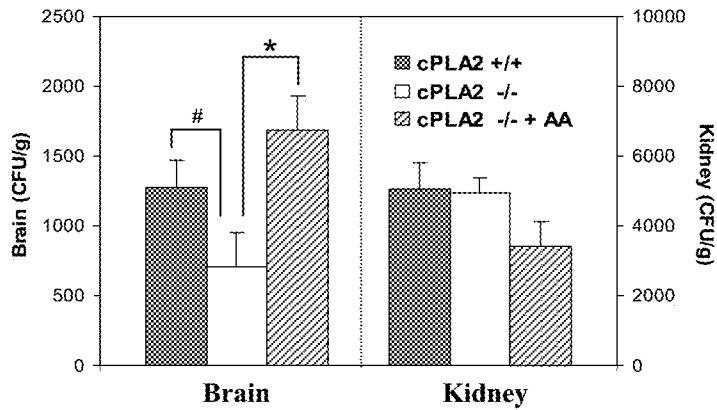 2500
2000
1500
1000
500
0
Brain (CFU/g)
#
*
cPLA2 +/+
cPLA2 -/-
cPLA2 -/- + AA
10000
8000
6000
4000
2000
0
Kidney (CFU/g)
Brain
Kidney